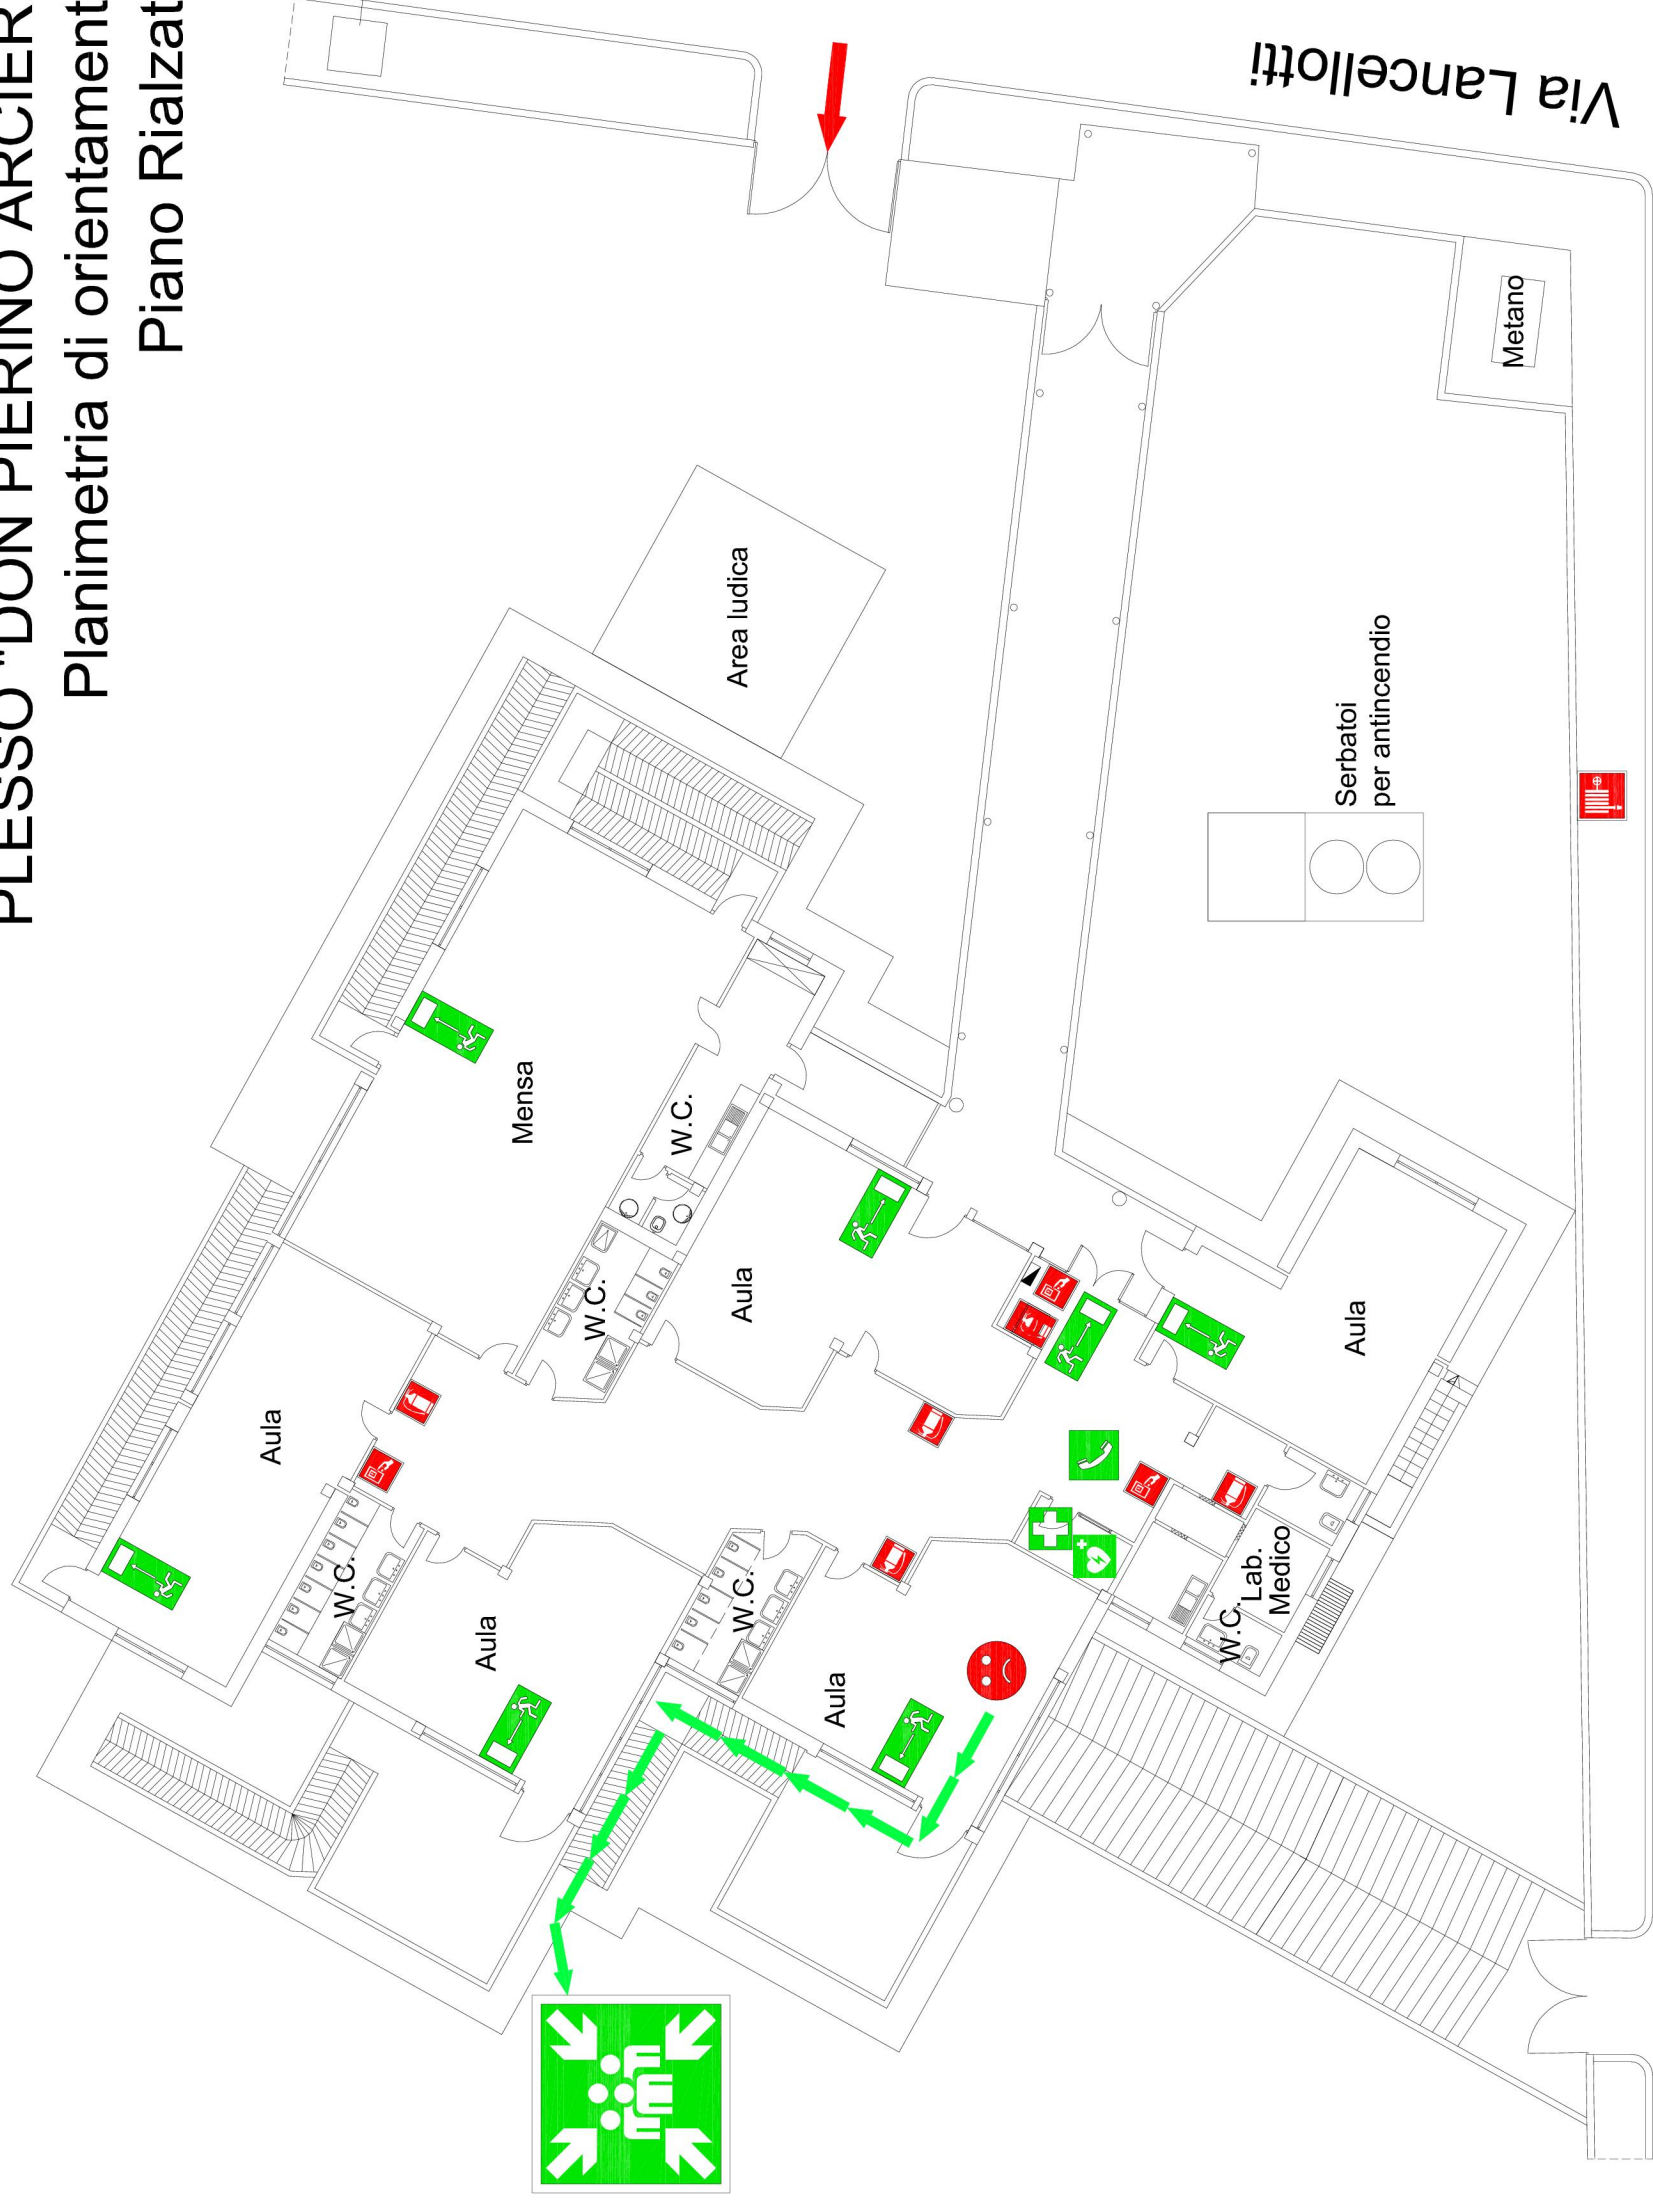 PLESSO "DON PIERINO ARCIER
Planimetria di orientament
Piano Rialzat
Via Lancellotti
Metano
Area ludica
Serbatoi
per antincendio
Mensa
W.C.
W.C.
Aula
Aula
Aula
W.C.
Aula
W.C.
Aula
Lab.
Medico
W.C.